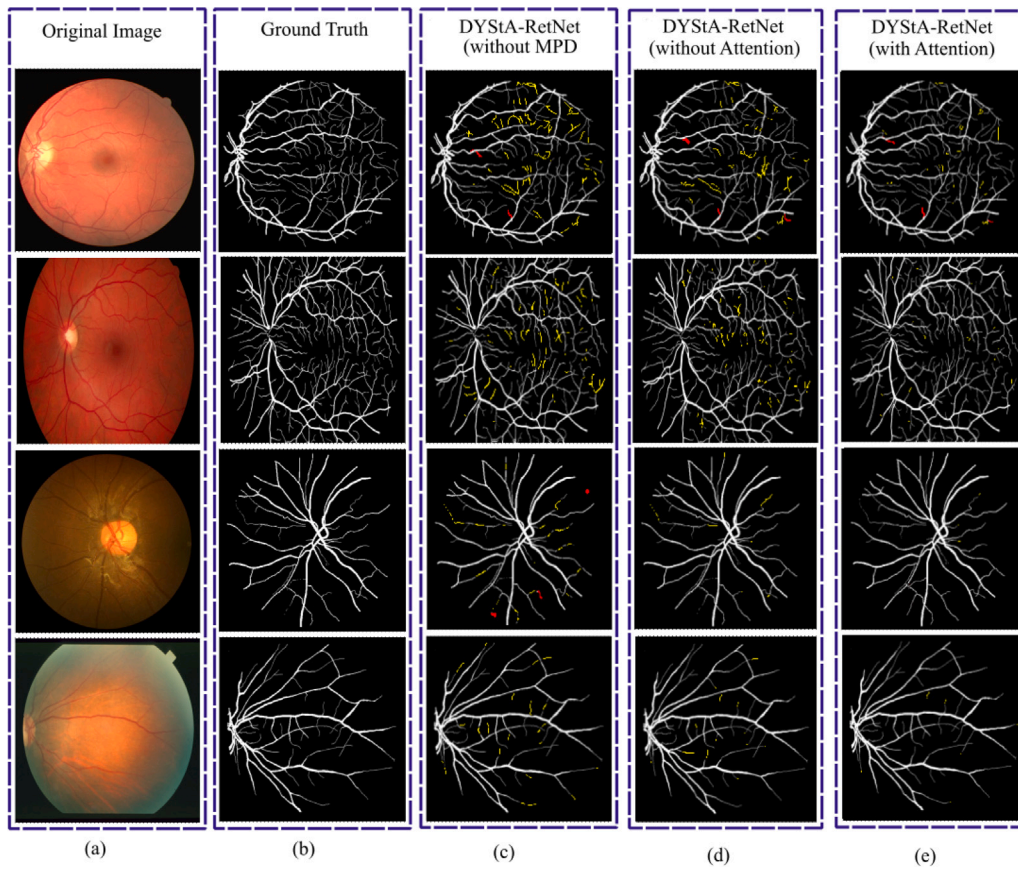 Original Image
Ground Truth
DYStA-RetNet
(without MPD
DYStA-RetNet
(without Attention)
DYStA-RetNet
(with Attention)
(a)
(b)
(c)
(d)
(e)